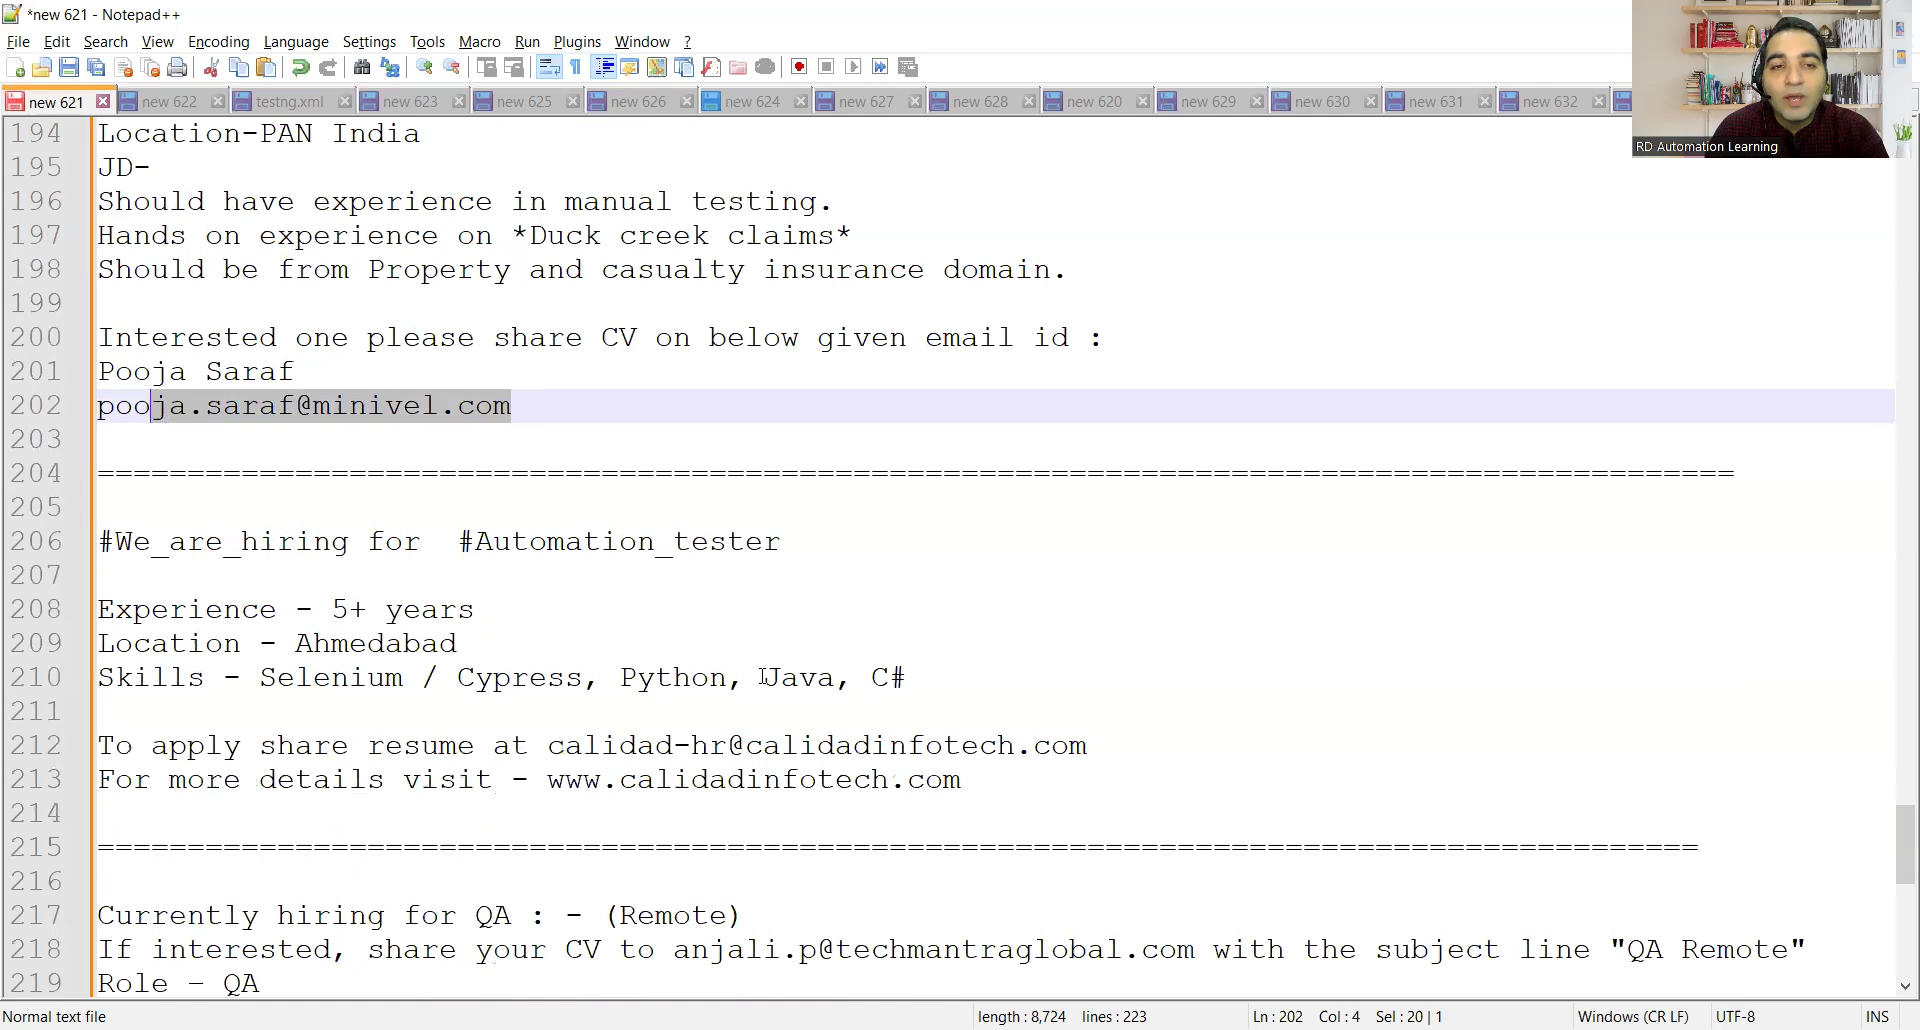 *new 621 - Notepad++
File Edit Search View Encoding Language Settings Tools Macro Run Plugins Window ?
new 621 new 622 testng.xml new 623 new 625 new 626 new 624 new 627 new 628 new 620 new 629 new 630 new 631 new 632
RD Automation Learning
194 Location-PAN India
195 JD-
196 Should have experience in manual testing.
197 Hands on experience on *Duck creek claims*
198 Should be from Property and casualty insurance domain.
199
200 Interested one please share CV on below given email id :
201 Pooja Saraf
202 pooja.saraf@minivel.com
203
204 ===========================================================================================
205
206 #We_are_hiring for  #Automation_tester
207
208 Experience - 5+ years
209 Location - Ahmedabad
210 Skills - Selenium / Cypress, Python, Java, C#
211
212 To apply share resume at calidad-hr@calidadinfotech.com
213 For more details visit - www.calidadinfotech.com
214
215 =========================================================================================
216
217 Currently hiring for QA : - (Remote)
218 If interested, share your CV to anjali.p@techmantraglobal.com with the subject line "QA Remote"
219 Role – QA
Normal text file length : 8,724 lines : 223 Ln : 202 Col : 4 Sel : 20 | 1 Windows (CR LF) UTF-8 INS